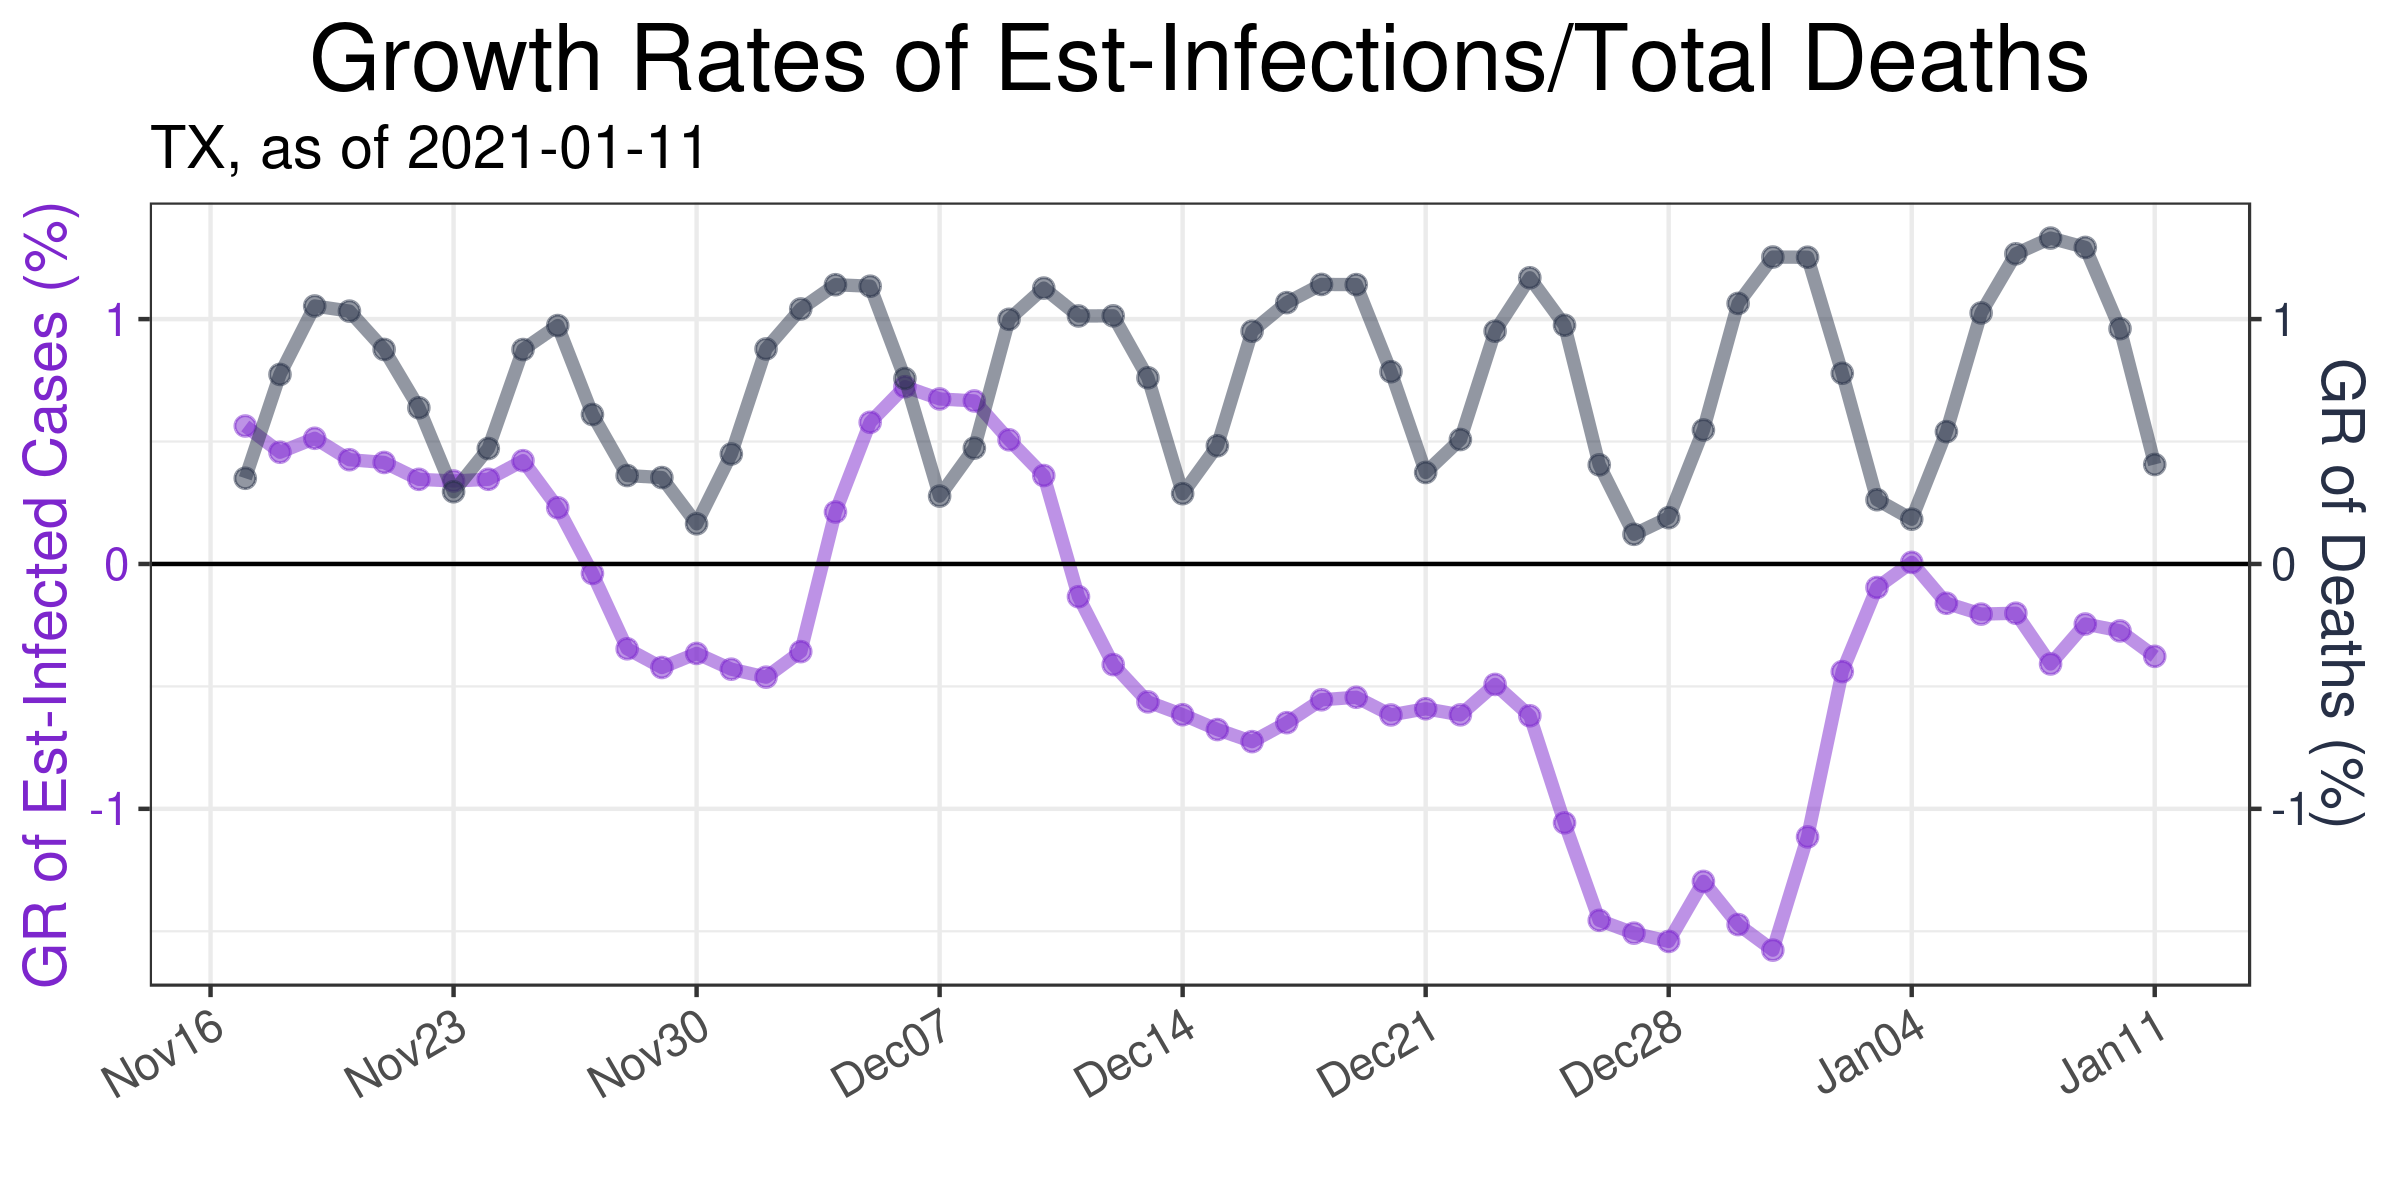 Growth Rates of Est-Infections/Total Deaths
TX, as of 2021-01-11
GR of Est-Infected Cases (%)
1
0
-1
1
0
-1
GR of Deaths (%)
Nov16
Nov23
Nov30
Dec07
Dec14
Dec21
Dec28
Jan04
Jan11